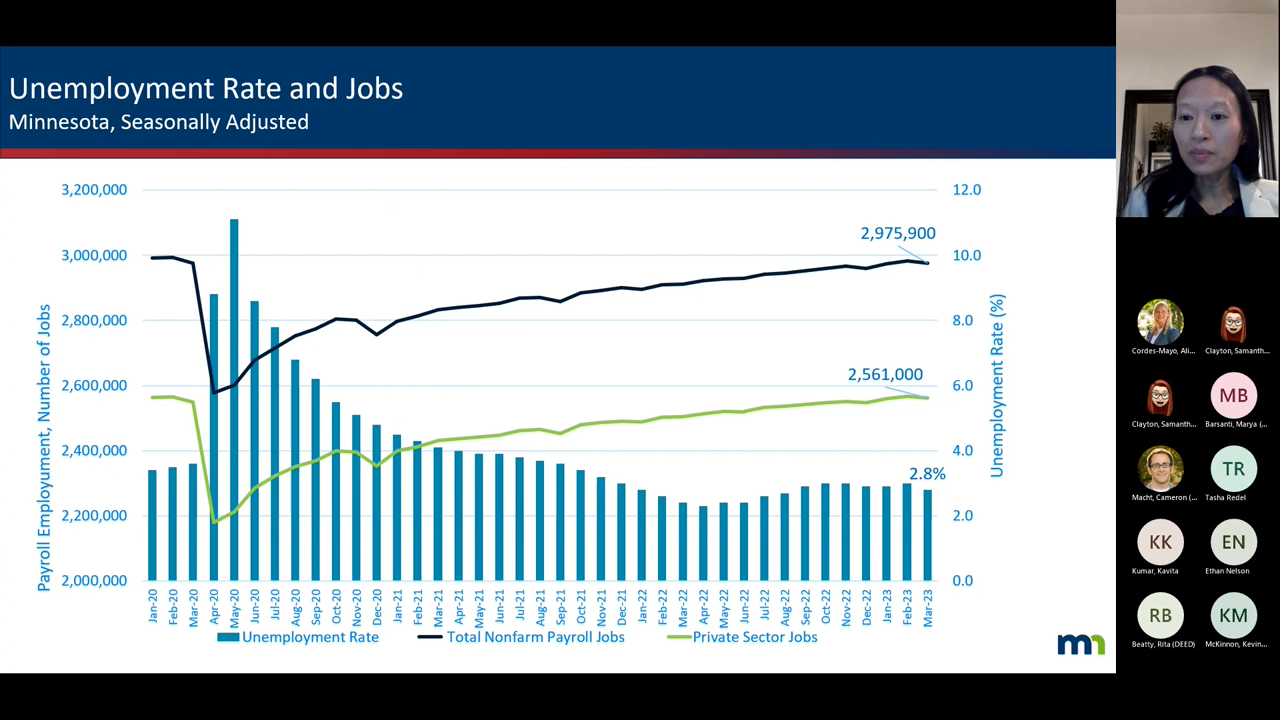 Unemployment Rate and Jobs
Minnesota, Seasonally Adjusted
3,200,000
3,000,000
2,800,000
2,600,000
2,400,000
2,200,000
2,000,000
Payroll Employument, Number of Jobs
12.0
10.0
8.0
6.0
4.0
2.0
0.0
Unemployment Rate (%)
2,975,900
2,561,000
2.8%
Jan-20
Feb-20
Mar-20
Apr-20
May-20
Jun-20
Jul-20
Aug-20
Sep-20
Oct-20
Nov-20
Dec-20
Jan-21
Feb-21
Mar-21
Apr-21
May-21
Jun-21
Jul-21
Aug-21
Sep-21
Oct-21
Nov-21
Dec-21
Jan-22
Feb-22
Mar-22
Apr-22
May-22
Jun-22
Jul-22
Aug-22
Sep-22
Oct-22
Nov-22
Dec-22
Jan-23
Feb-23
Mar-23
Unemployment Rate
Total Nonfarm Payroll Jobs
Private Sector Jobs
mn
Cordes-Mayo, Ali...
Clayton, Samanth...
Clayton, Samanth...
MB
Barsanti, Marya (...
Macht, Cameron (...
TR
Tasha Redel
KK
Kumar, Kavita
EN
Ethan Nelson
RB
Beatty, Rita (DEED)
KM
McKinnon, Kevin...